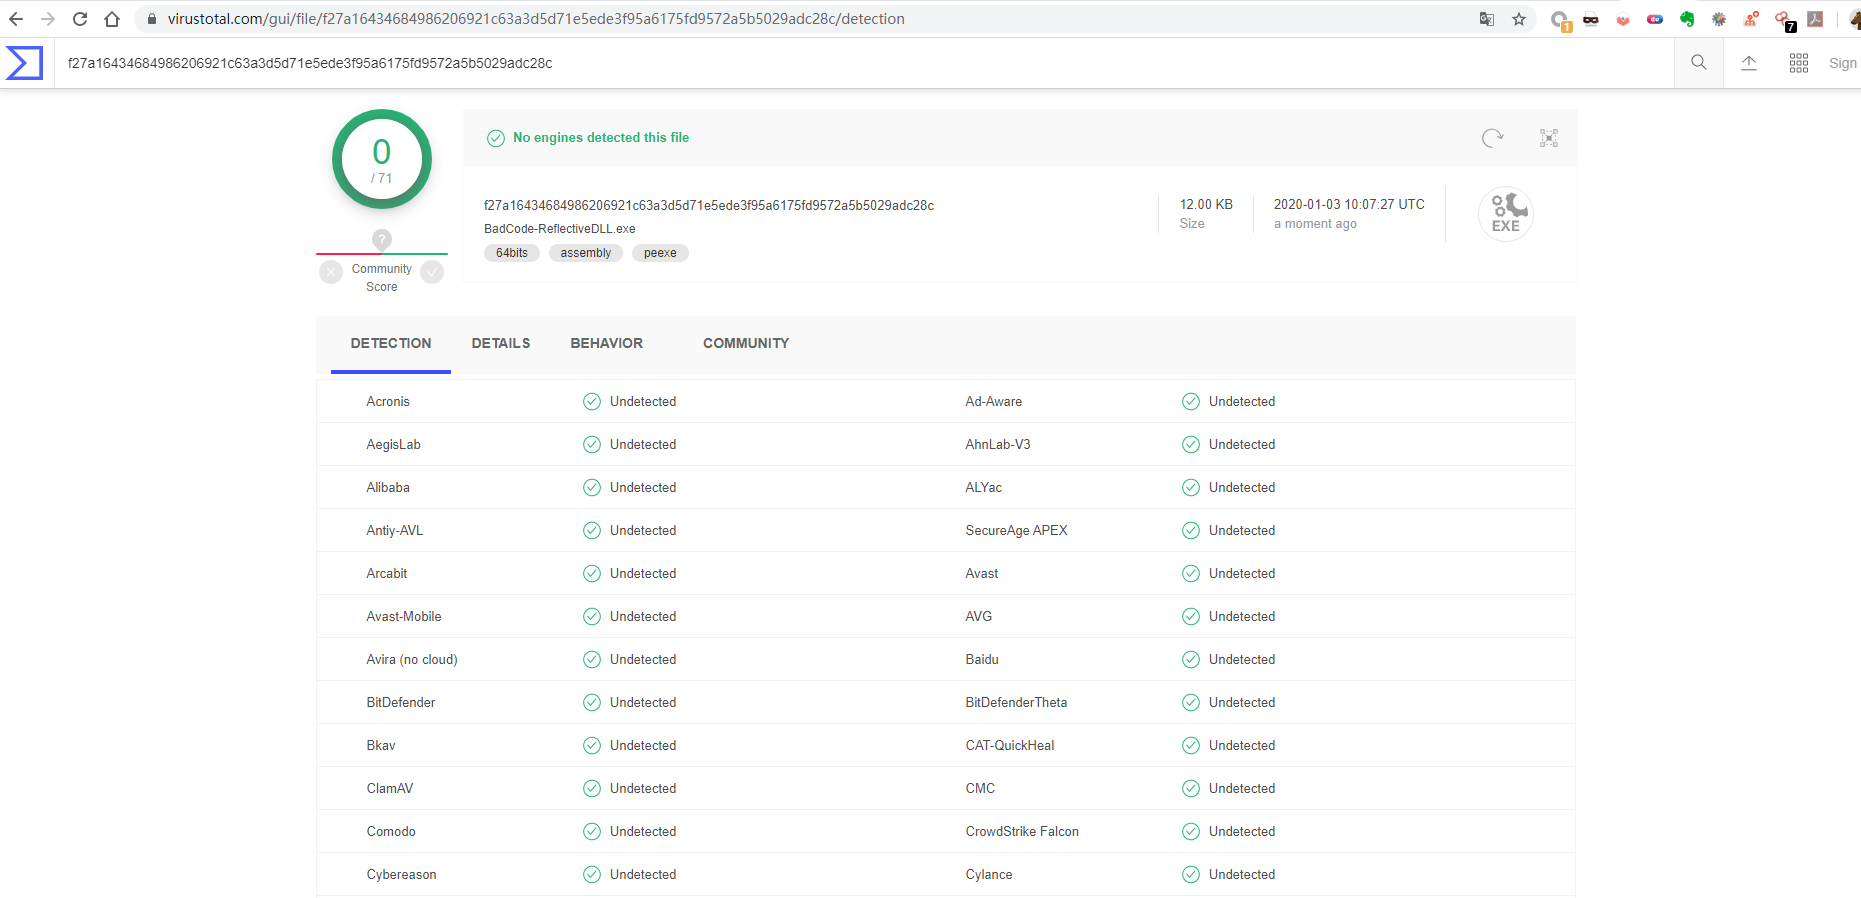 virustotal.com/gui/file/f27a16434684986206921c63a3d5d71e5ede3f95a6175fd9572a5b5029adc28c/detection
1
7
f27a16434684986206921c63a3d5d71e5ede3f95a6175fd9572a5b5029adc28c
Sign
0
/ 71
No engines detected this file
f27a16434684986206921c63a3d5d71e5ede3f95a6175fd9572a5b5029adc28c
BadCode-ReflectiveDLL.exe
64bits assembly peexe
12.00 KB
Size
2020-01-03 10:07:27 UTC
a moment ago
EXE
?
Community
Score
DETECTION DETAILS BEHAVIOR COMMUNITY
Acronis Undetected Ad-Aware Undetected
AegisLab Undetected AhnLab-V3 Undetected
Alibaba Undetected ALYac Undetected
Antiy-AVL Undetected SecureAge APEX Undetected
Arcabit Undetected Avast Undetected
Avast-Mobile Undetected AVG Undetected
Avira (no cloud) Undetected Baidu Undetected
BitDefender Undetected BitDefenderTheta Undetected
Bkav Undetected CAT-QuickHeal Undetected
ClamAV Undetected CMC Undetected
Comodo Undetected CrowdStrike Falcon Undetected
Cybereason Undetected Cylance Undetected